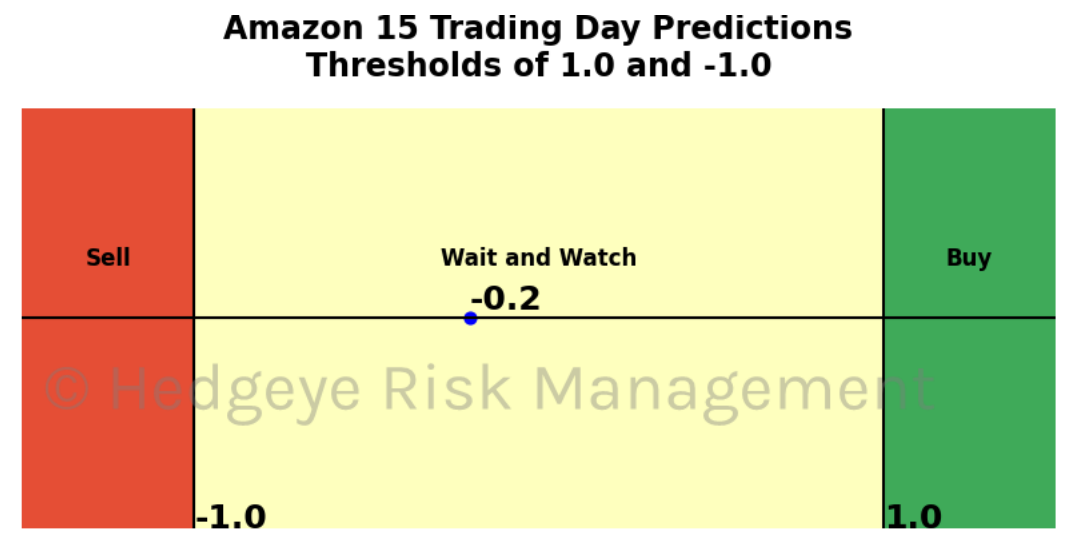 Amazon 15 Trading Day Predictions
Thresholds of 1.0 and -1.0
Sell Wait and Watch Buy
-0.2
© Hedgeye Risk Management
-1.0 1.0